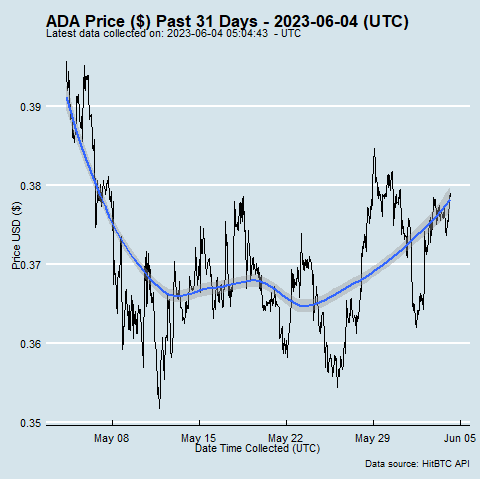 ADA Price ($) Past 31 Days - 2023-06-04 (UTC)
Latest data collected on: 2023-06-04 05:04:43 - UTC
0.39
0.38
0.37
0.36
0.35
Price USD ($)
May 08
May 15
May 22
May 29
Jun 05
Date Time Collected (UTC)
Data source: HitBTC API